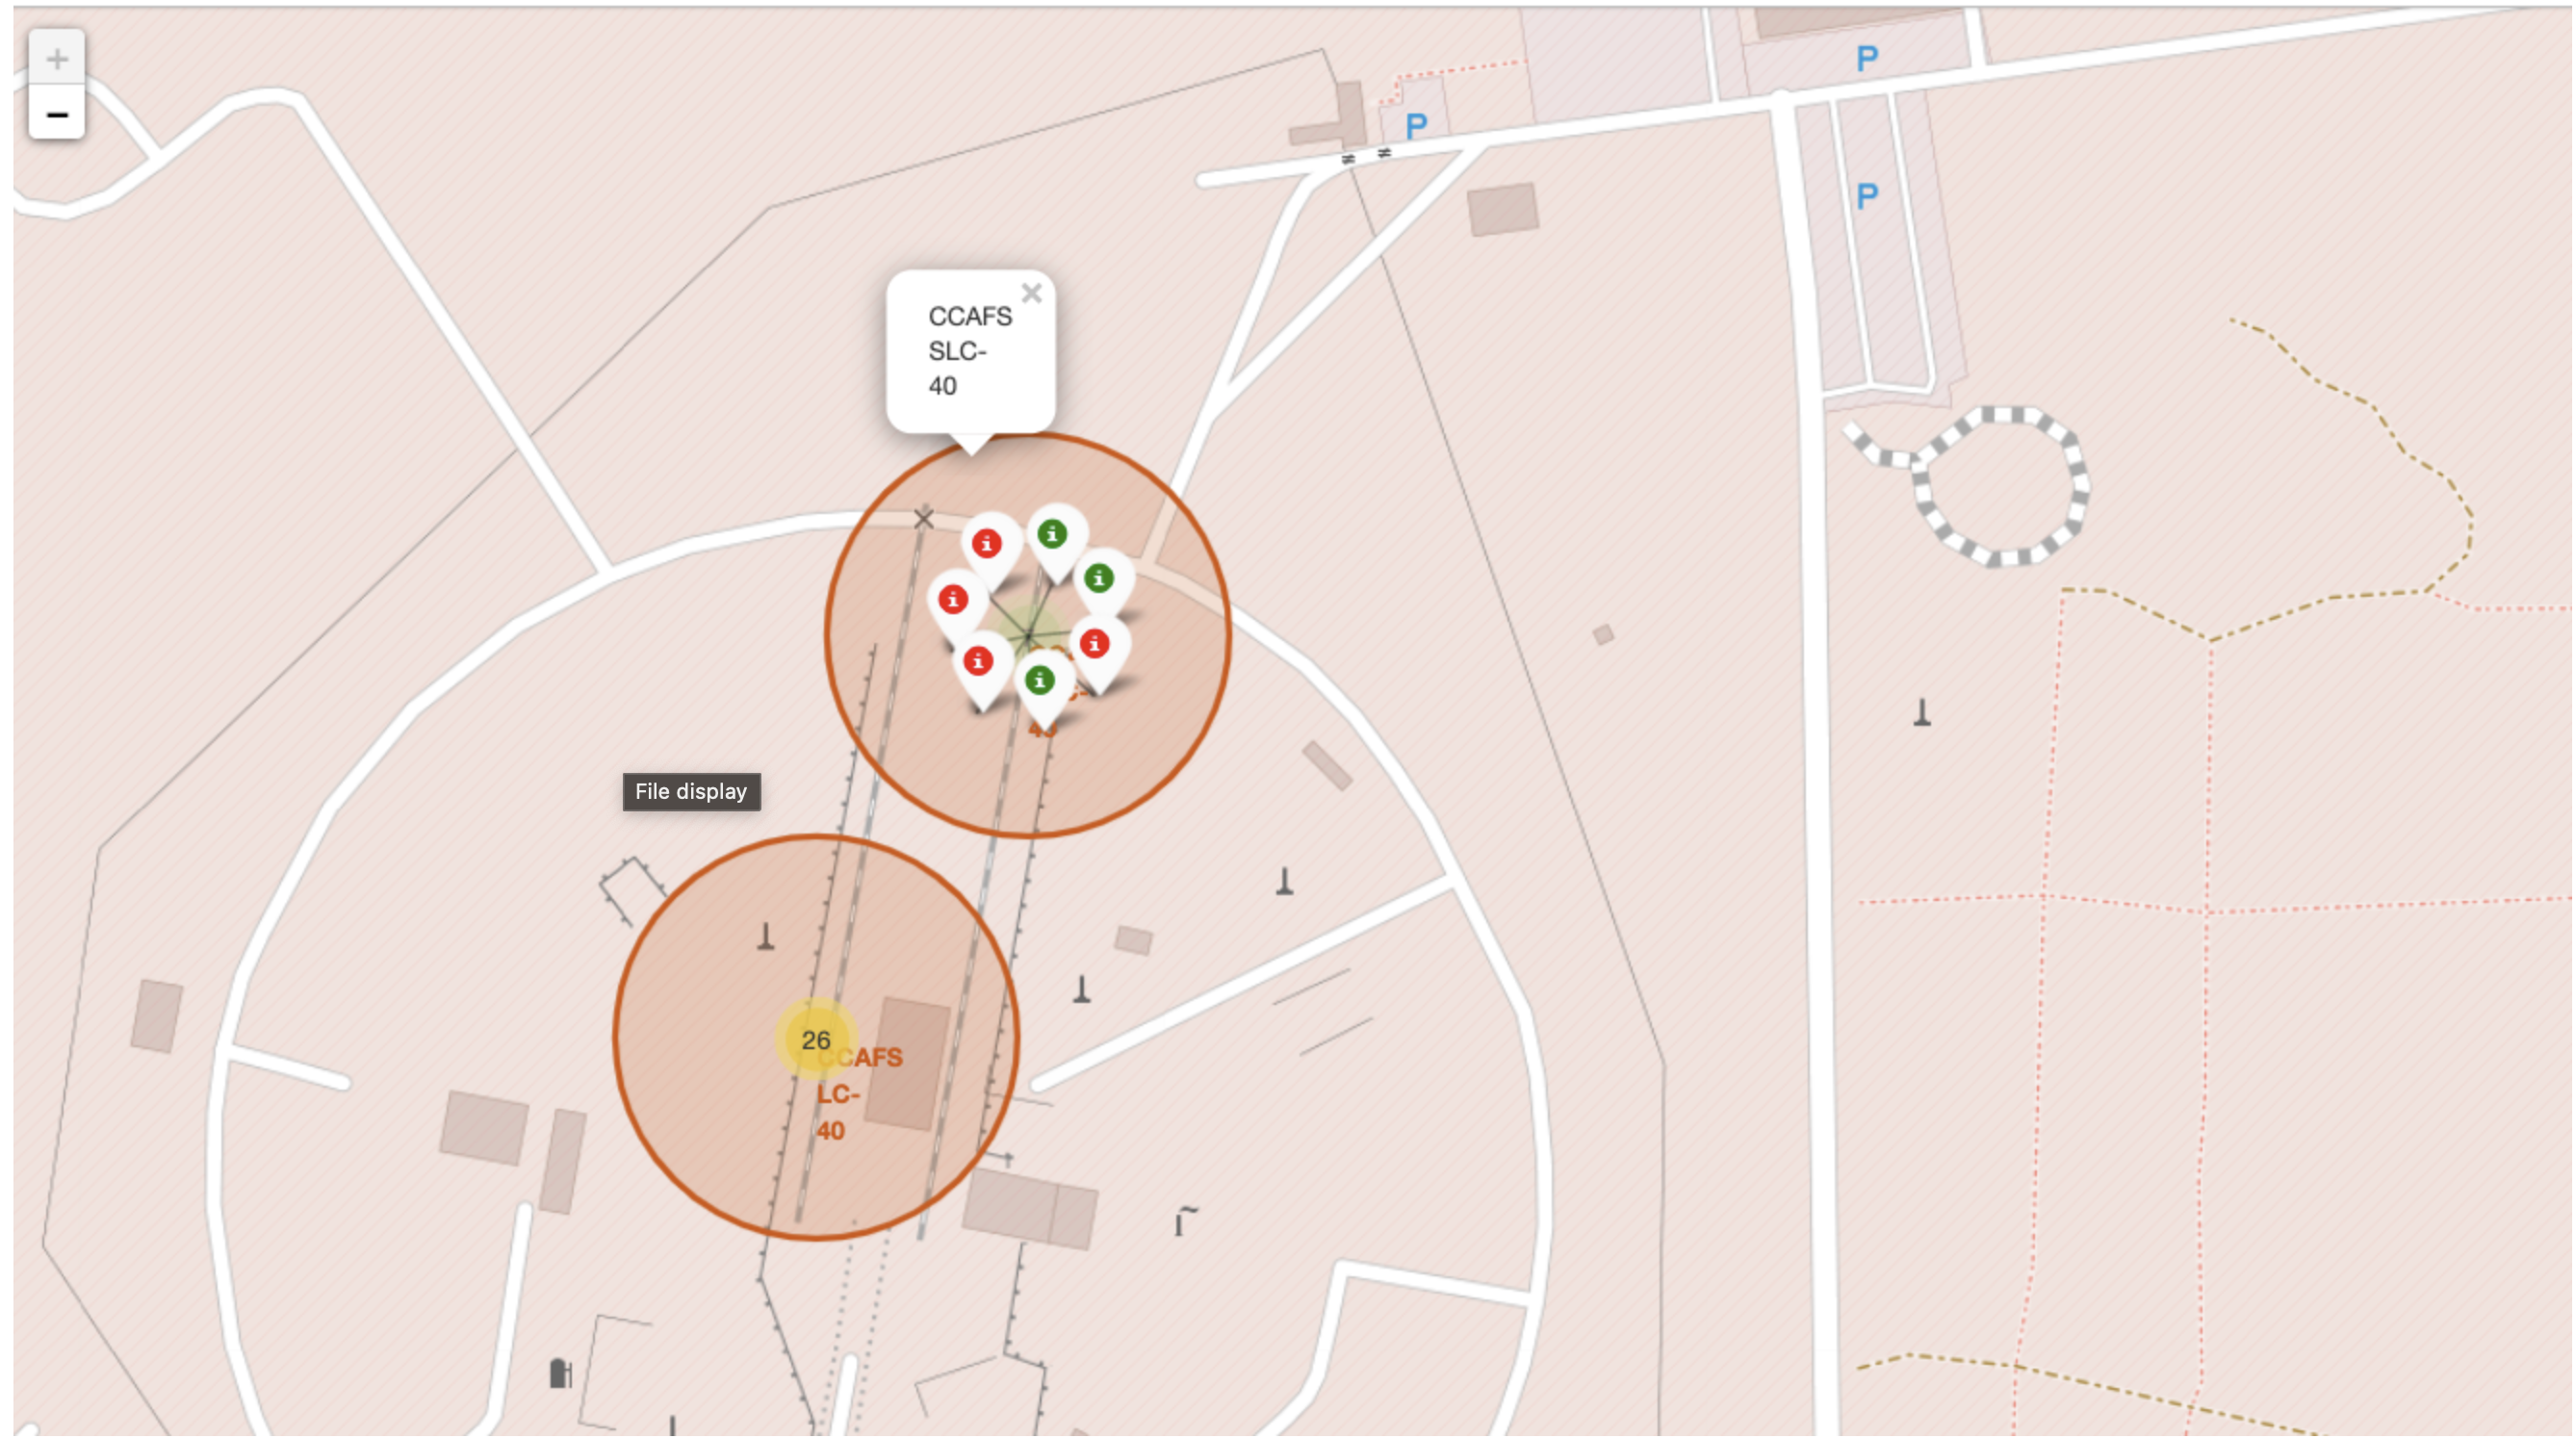 +
−
P
P
P
CCAFS
SLC-
40
×
i
i
i
i
i
i
i
File display
26
CCAFS
LC-
40